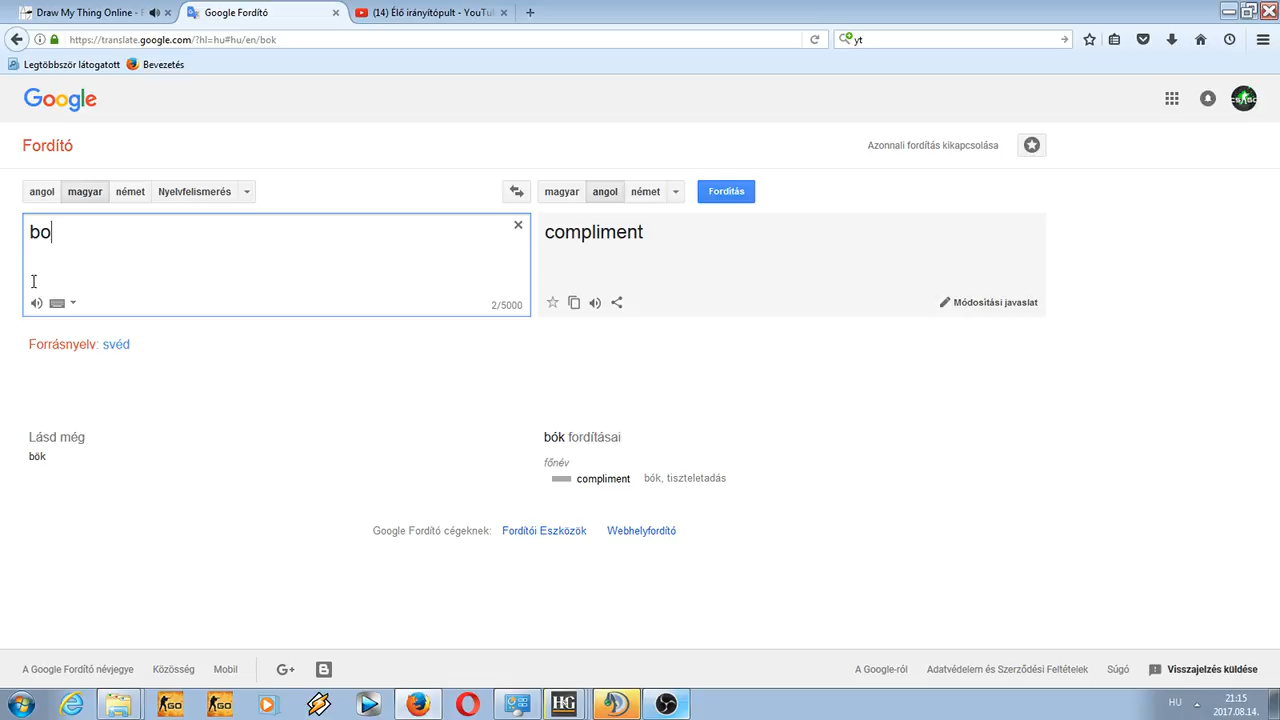 Draw My Thing Online -
Google Fordító
(14) Élő irányítópult - YouTu
https://translate.google.com/?hl=hu#hu/en/bok
yt
Legtöbbször látogatott
Bevezetés
Google
Fordító
Azonnali fordítás kikapcsolása
angol magyar német Nyelvfelismerés
magyar angol német Fordítás
bo
compliment
2/5000
Módosítási javaslat
Forrásnyelv: svéd
Lásd még
bök
bók fordításai
főnév
compliment bók, tiszteletadás
Google Fordító cégeknek: Fordítói Eszközök Webhelyfordító
A Google Fordító névjegye Közösség Mobil
A Google-ról Adatvédelem és Szerződési Feltételek Súgó Visszajelzés küldése
HU
21:15
2017.08.14.